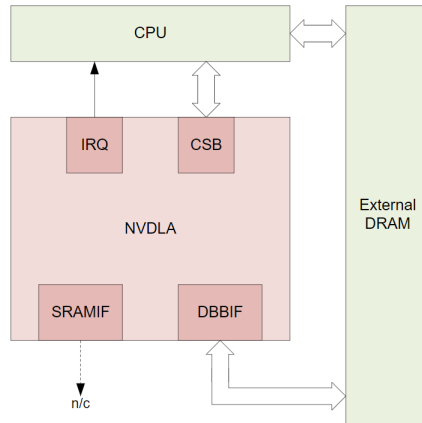 CPU
IRQ
CSB
NVDLA
External
DRAM
SRAMIF
DBBIF
n/c